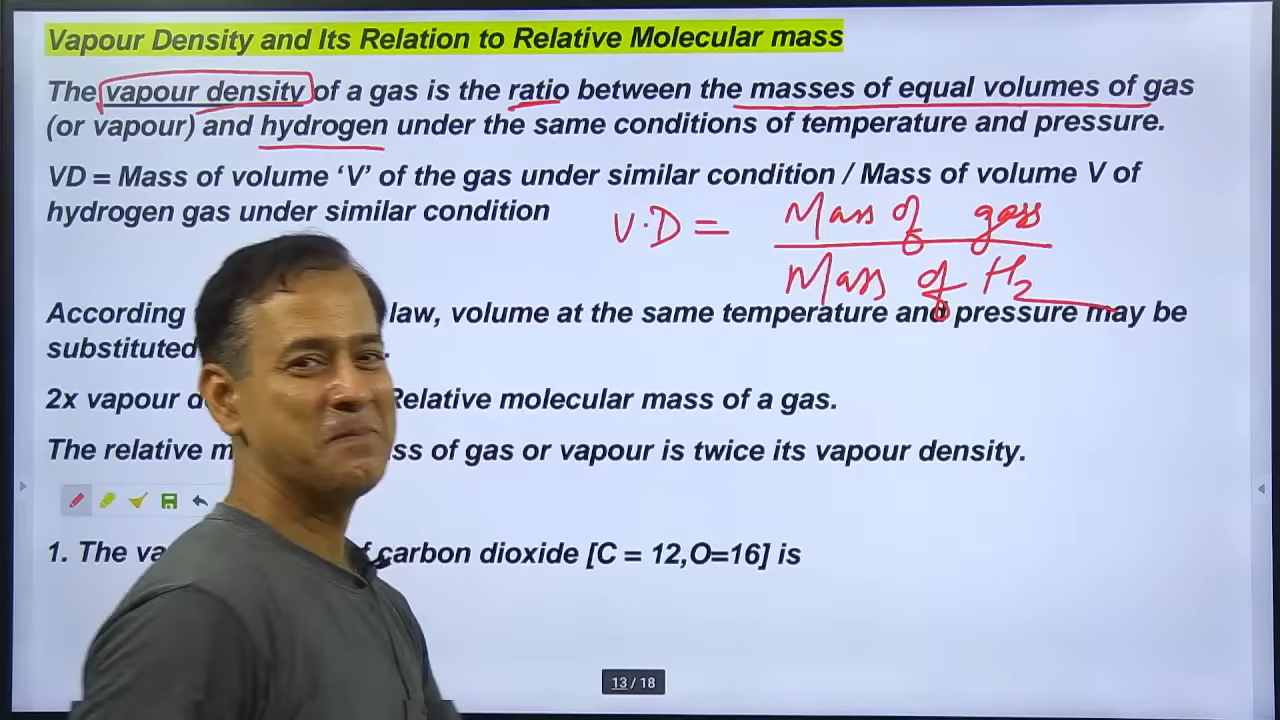 Vapour Density and Its Relation to Relative Molecular mass
The vapour density of a gas is the ratio between the masses of equal volumes of gas
(or vapour) and hydrogen under the same conditions of temperature and pressure.
VD = Mass of volume ‘V’ of the gas under similar condition / Mass of volume V of
hydrogen gas under similar condition
V.D = Mass of gass
Mass of H2
According law, volume at the same temperature and pressure may be
substituted
2x vapour Relative molecular mass of a gas.
The relative of gas or vapour is twice its vapour density.
1. The carbon dioxide [C = 12,O=16] is
13 / 18